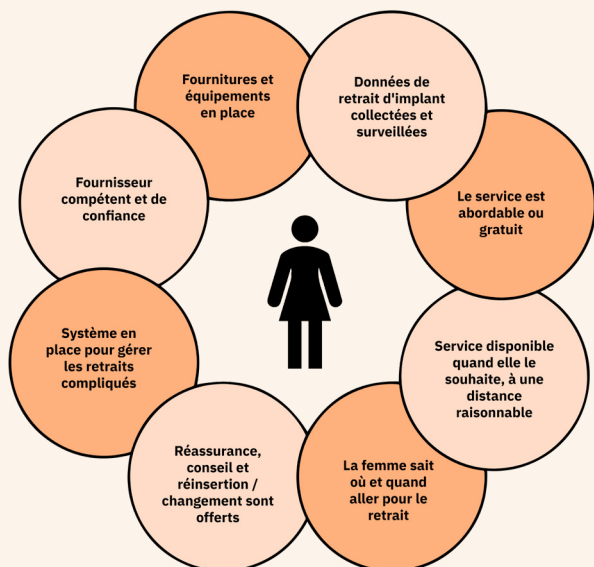 Fournitures et
équipements
en place
Données de
retrait d'implant
collectées et
surveillées
Le service est
abordable ou
gratuit
Service disponible
quand elle le
souhaite, à une
distance
raisonnable
La femme sait
où et quand
aller pour le
retrait
Réassurance,
conseil et
réinsertion /
changement sont
offerts
Système en
place pour gérer
les retraits
compliqués
Fournisseur
compétent et de
confiance